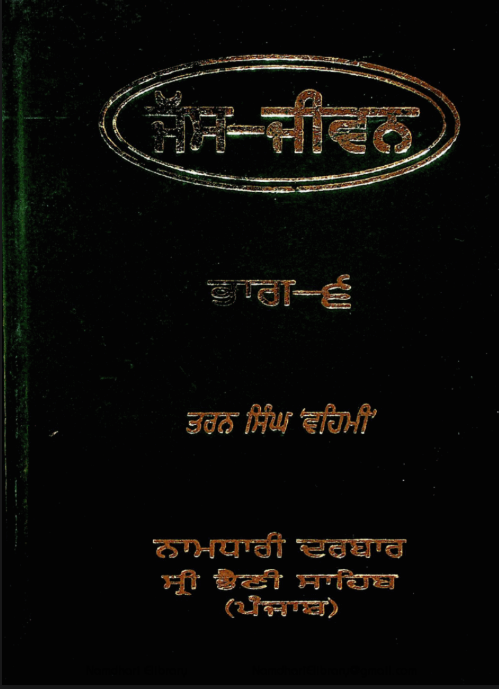 ਜੱਸ-ਜੀਵਨ
ਭਾਗ-੬
ਤਰਨ ਸਿੰਘ 'ਵਹਿਮੀ'
ਨਾਮਧਾਰੀ ਦਰਬਾਰ
ਸ੍ਰੀ ਭੈਣੀ ਸਾਹਿਬ
(ਪੰਜਾਬ)